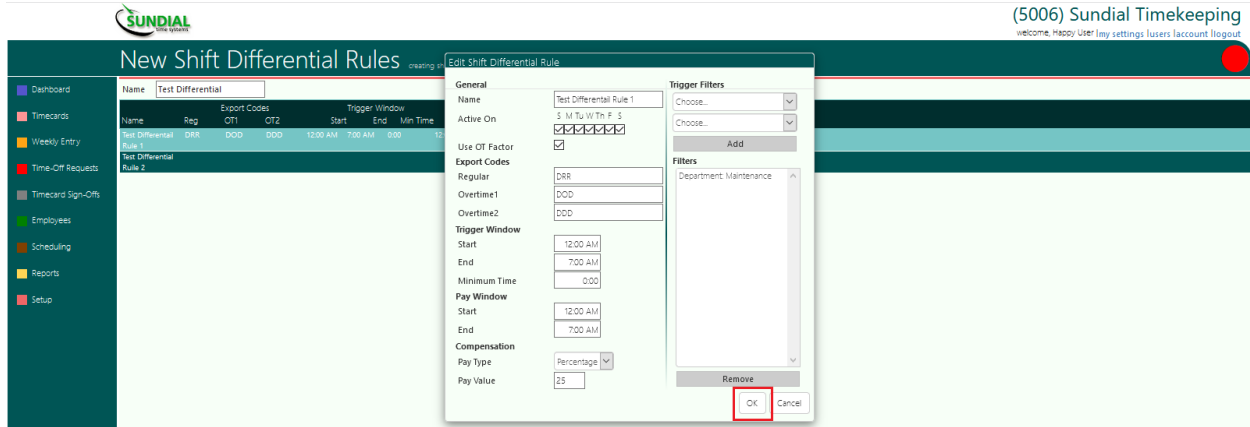 SUNDIAL
time systems
(5006) Sundial Timekeeping
welcome, Happy User |my settings |users |account |logout
New Shift Differential Rules creating sh
Dashboard
Timecards
Weekly Entry
Time-Off Requests
Timecard Sign-Offs
Employees
Scheduling
Reports
Setup
Name Test Differential
Export Codes Trigger Window
Name Reg OT1 OT2 Start End Min Time
Test Differential Rule 1 DRR DOD DDD 12:00 AM 7:00 AM 0:00 12:
Test Differential
Rulle 2
Edit Shift Differential Rule
General
Name Test Differentail Rule 1
Active On S M Tu W Th F S
Use OT Factor
Export Codes
Regular DRR
Overtime1 DOD
Overtime2 DDD
Trigger Window
Start 12:00 AM
End 7:00 AM
Minimum Time 0:00
Pay Window
Start 12:00 AM
End 7:00 AM
Compensation
Pay Type Percentage
Pay Value 25
Trigger Filters
Choose...
Choose...
Add
Filters
Department: Maintenance
Remove
OK Cancel